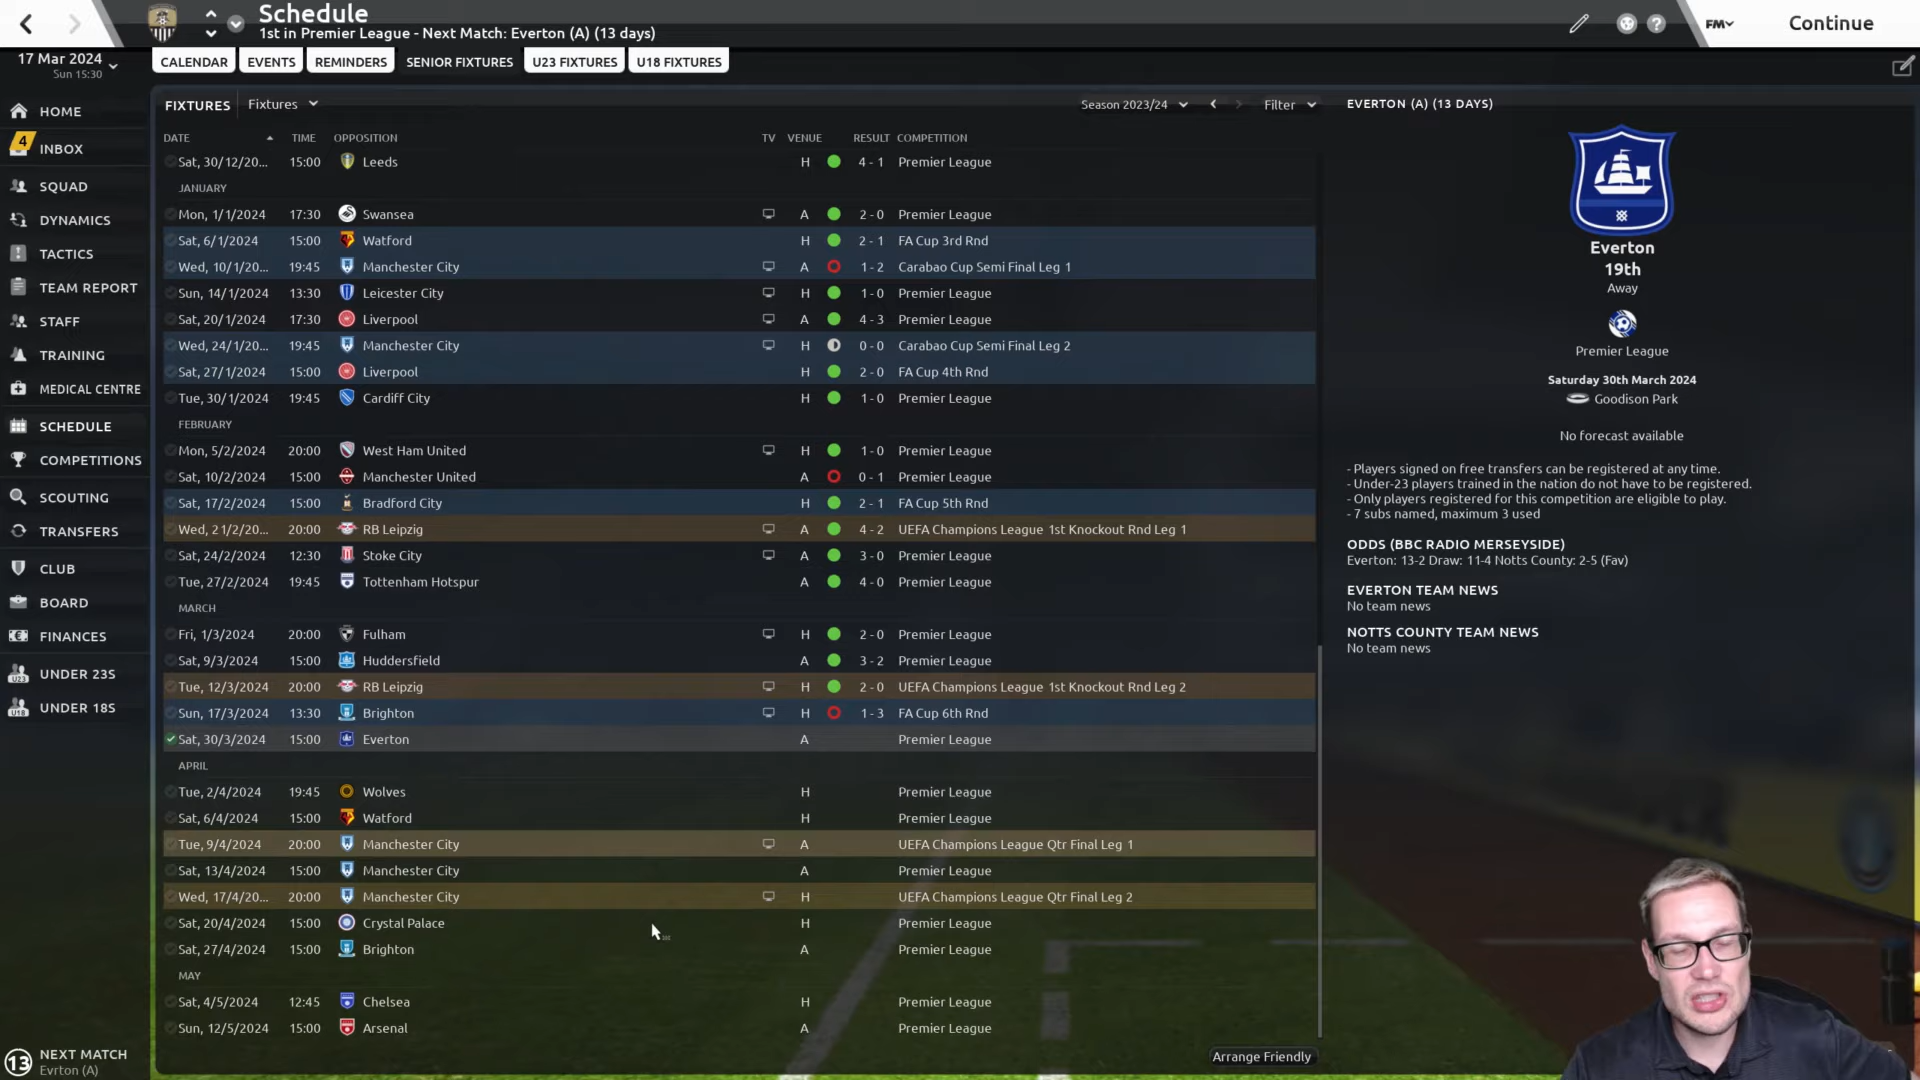 Schedule
1st in Premier League - Next Match: Everton (A) (13 days)
FM
Continue
17 Mar 2024
Sun 15:30
CALENDAR EVENTS REMINDERS SENIOR FIXTURES U23 FIXTURES U18 FIXTURES
HOME
4 INBOX
SQUAD
DYNAMICS
TACTICS
TEAM REPORT
STAFF
TRAINING
MEDICAL CENTRE
SCHEDULE
COMPETITIONS
SCOUTING
TRANSFERS
CLUB
BOARD
FINANCES
U23 UNDER 23S
U18 UNDER 18S
13 NEXT MATCH
Evrton (A)
FIXTURES Fixtures Season 2023/24 Filter
DATE TIME OPPOSITION TV VENUE RESULT COMPETITION
Sat, 30/12/20... 15:00 Leeds H 4 - 1 Premier League
JANUARY
Mon, 1/1/2024 17:30 Swansea A 2 - 0 Premier League
Sat, 6/1/2024 15:00 Watford H 2 - 1 FA Cup 3rd Rnd
Wed, 10/1/20... 19:45 Manchester City A 1 - 2 Carabao Cup Semi Final Leg 1
Sun, 14/1/2024 13:30 Leicester City H 1 - 0 Premier League
Sat, 20/1/2024 17:30 Liverpool A 4 - 3 Premier League
Wed, 24/1/20... 19:45 Manchester City H 0 - 0 Carabao Cup Semi Final Leg 2
Sat, 27/1/2024 15:00 Liverpool H 2 - 0 FA Cup 4th Rnd
Tue, 30/1/2024 19:45 Cardiff City H 1 - 0 Premier League
FEBRUARY
Mon, 5/2/2024 20:00 West Ham United H 1 - 0 Premier League
Sat, 10/2/2024 15:00 Manchester United A 0 - 1 Premier League
Sat, 17/2/2024 15:00 Bradford City H 2 - 1 FA Cup 5th Rnd
Wed, 21/2/20... 20:00 RB Leipzig A 4 - 2 UEFA Champions League 1st Knockout Rnd Leg 1
Sat, 24/2/2024 12:30 Stoke City A 3 - 0 Premier League
Tue, 27/2/2024 19:45 Tottenham Hotspur A 4 - 0 Premier League
MARCH
Fri, 1/3/2024 20:00 Fulham H 2 - 0 Premier League
Sat, 9/3/2024 15:00 Huddersfield A 3 - 2 Premier League
Tue, 12/3/2024 20:00 RB Leipzig H 2 - 0 UEFA Champions League 1st Knockout Rnd Leg 2
Sun, 17/3/2024 13:30 Brighton H 1 - 3 FA Cup 6th Rnd
Sat, 30/3/2024 15:00 Everton A Premier League
APRIL
Tue, 2/4/2024 19:45 Wolves H Premier League
Sat, 6/4/2024 15:00 Watford H Premier League
Tue, 9/4/2024 20:00 Manchester City A UEFA Champions League Qtr Final Leg 1
Sat, 13/4/2024 15:00 Manchester City A Premier League
Wed, 17/4/20... 20:00 Manchester City H UEFA Champions League Qtr Final Leg 2
Sat, 20/4/2024 15:00 Crystal Palace H Premier League
Sat, 27/4/2024 15:00 Brighton A Premier League
MAY
Sat, 4/5/2024 12:45 Chelsea H Premier League
Sun, 12/5/2024 15:00 Arsenal A Premier League
Arrange Friendly
EVERTON (A) (13 DAYS)
Everton
19th
Away
Premier League
Saturday 30th March 2024
Goodison Park
No forecast available
- Players signed on free transfers can be registered at any time.
- Under-23 players trained in the nation do not have to be registered.
- Only players registered for this competition are eligible to play.
- 7 subs named, maximum 3 used
ODDS (BBC RADIO MERSEYSIDE)
Everton: 13-2 Draw: 11-4 Notts County: 2-5 (Fav)
EVERTON TEAM NEWS
No team news
NOTTS COUNTY TEAM NEWS
No team news